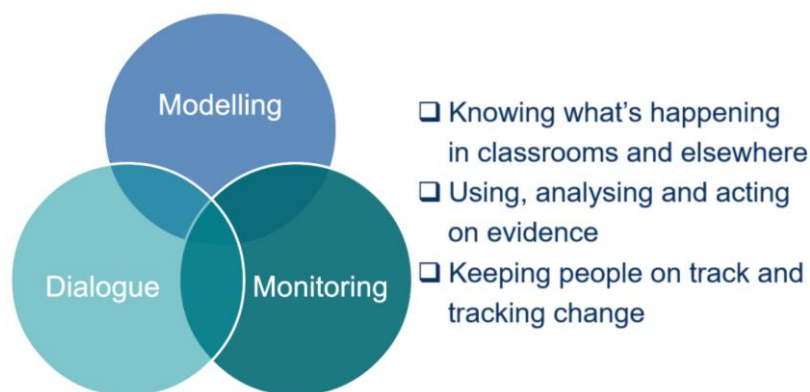 Modelling
Dialogue
Monitoring
❑ Knowing what's happening
in classrooms and elsewhere
❑ Using, analysing and acting
on evidence
❑ Keeping people on track and
tracking change